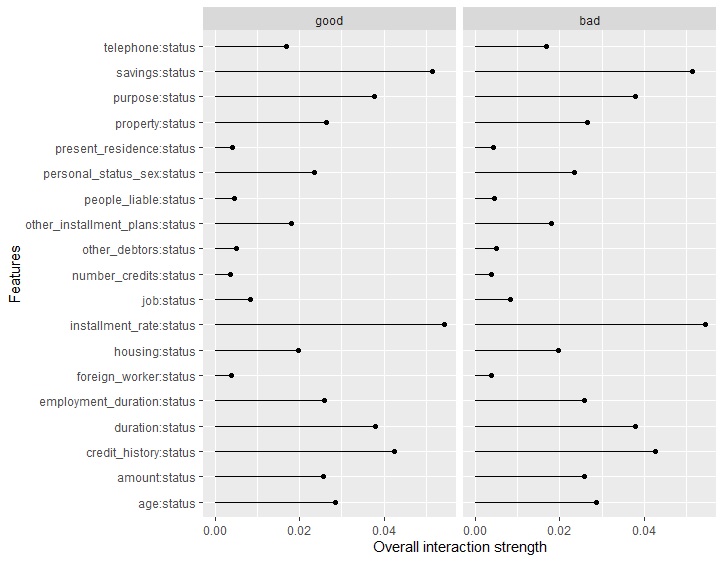 good bad
telephone:status
savings:status
purpose:status
property:status
present_residence:status
personal_status_sex:status
people_liable:status
other_installment_plans:status
other_debtors:status
number_credits:status
job:status
installment_rate:status
housing:status
foreign_worker:status
employment_duration:status
duration:status
credit_history:status
amount:status
age:status
Features
0.00 0.02 0.04 0.00 0.02 0.04
Overall interaction strength